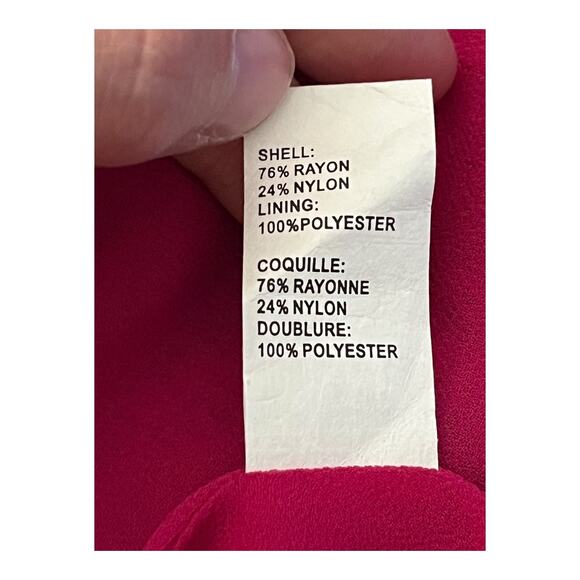 SHELL:
76% RAYON
24% NYLON
LINING:
100%POLYESTER
COQUILLE:
76% RAYONNE
24% NYLON
DOUBLURE:
100% POLYESTER